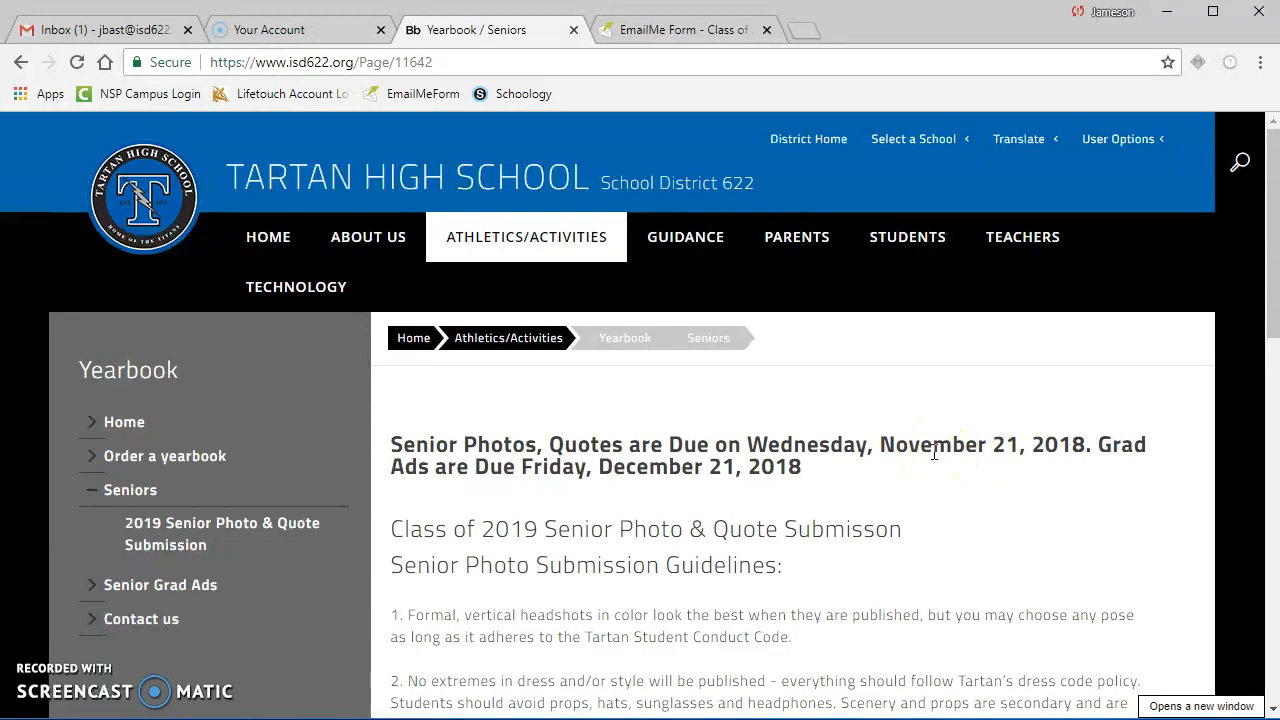 Jameson
Inbox (1) - jbast@isd622.
Your Account
Bb Yearbook / Seniors
EmailMe Form - Class of
Secure
https://www.isd622.org/Page/11642
Apps
NSP Campus Login
Lifetouch Account Lo
EmailMeForm
Schoology
District Home
Select a School
Translate
User Options
TARTAN HIGH SCHOOL
TARTAN HIGH SCHOOL School District 622
HOME OF THE TITANS
HOME
ABOUT US
ATHLETICS/ACTIVITIES
GUIDANCE
PARENTS
STUDENTS
TEACHERS
TECHNOLOGY
Yearbook
Home
Order a yearbook
Seniors
2019 Senior Photo & Quote
Submission
Senior Grad Ads
Contact us
Home
Athletics/Activities
Yearbook
Seniors
Senior Photos, Quotes are Due on Wednesday, November 21, 2018. Grad
Ads are Due Friday, December 21, 2018
Class of 2019 Senior Photo & Quote Submisson
Senior Photo Submission Guidelines:
1. Formal, vertical headshots in color look the best when they are published, but you may choose any pose
as long as it adheres to the Tartan Student Conduct Code.
2. No extremes in dress and/or style will be published - everything should follow Tartan's dress code policy.
Students should avoid props, hats, sunglasses and headphones. Scenery and props are secondary and are
RECORDED WITH
SCREENCAST MATIC
Opens a new window